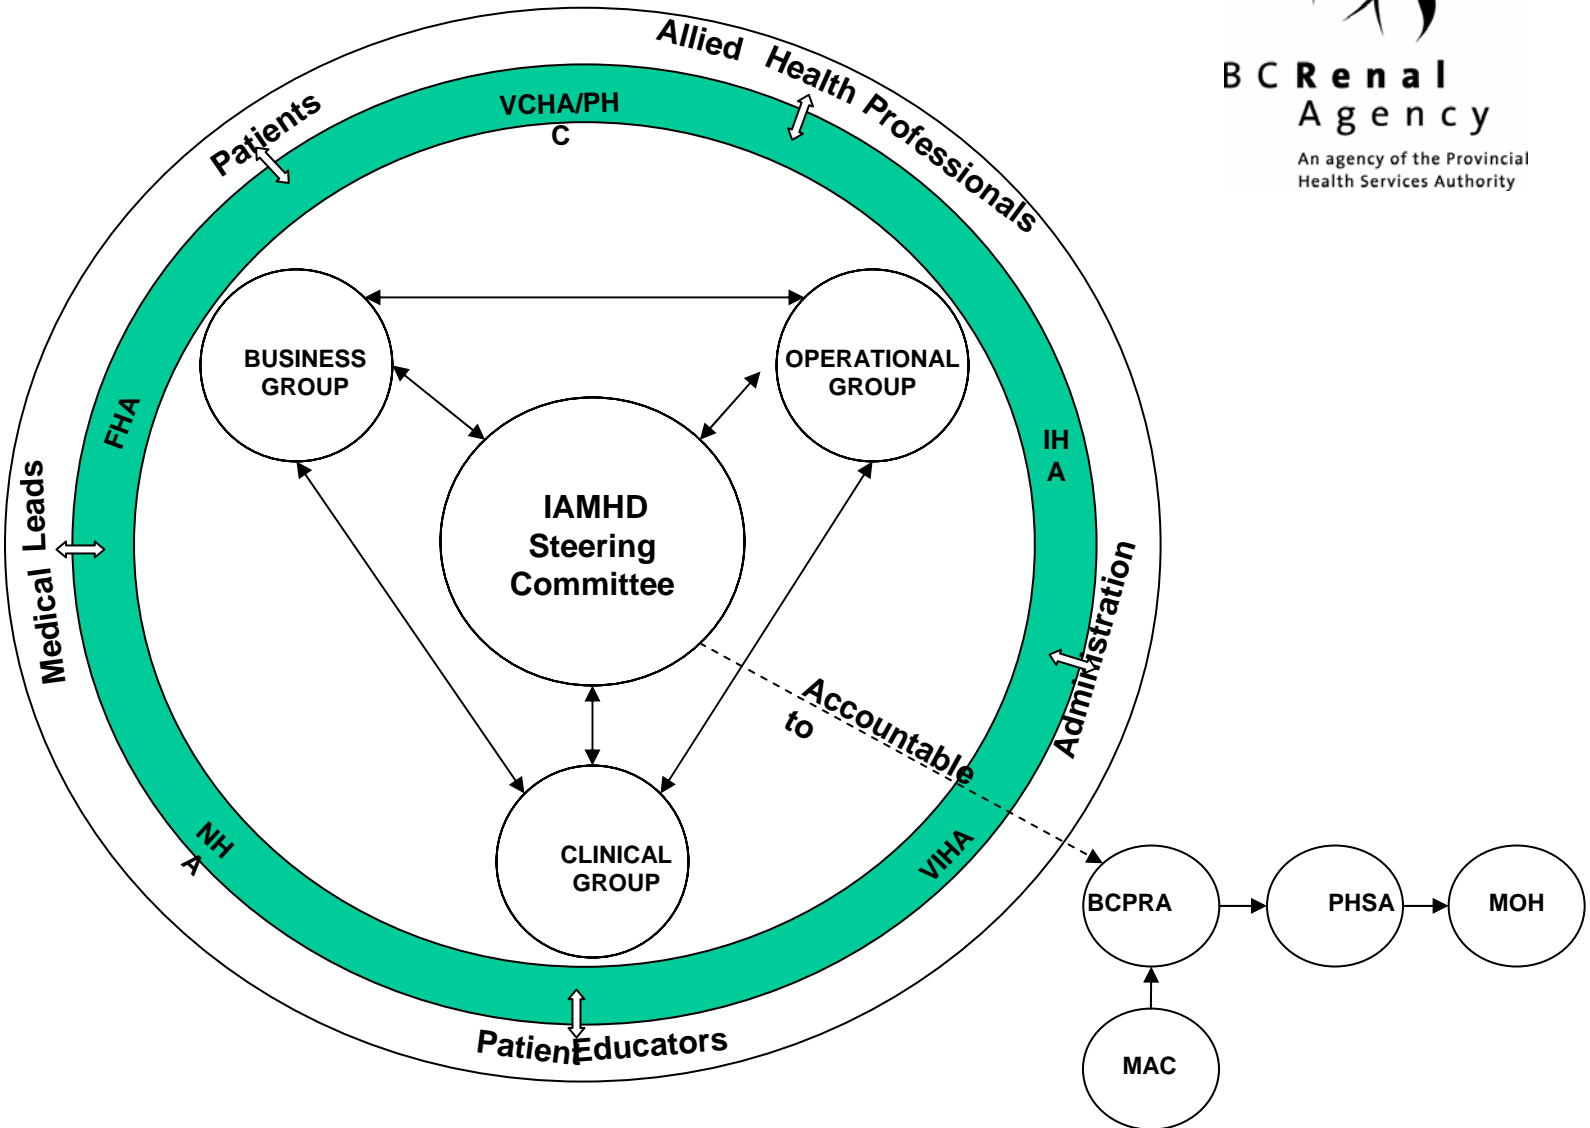 Allied Health Professionals
Patients
VCHA/PH
C
B C Renal
Agency
An agency of the Provincial
Health Services Authority
BUSINESS
GROUP
OPERATIONAL
GROUP
FHA
IH
A
Medical Leads
IAMHD
Steering
Committee
Administration
Accountable
to
NH
A
VIHA
CLINICAL
GROUP
Patient Educators
BCPRA
PHSA
MOH
MAC